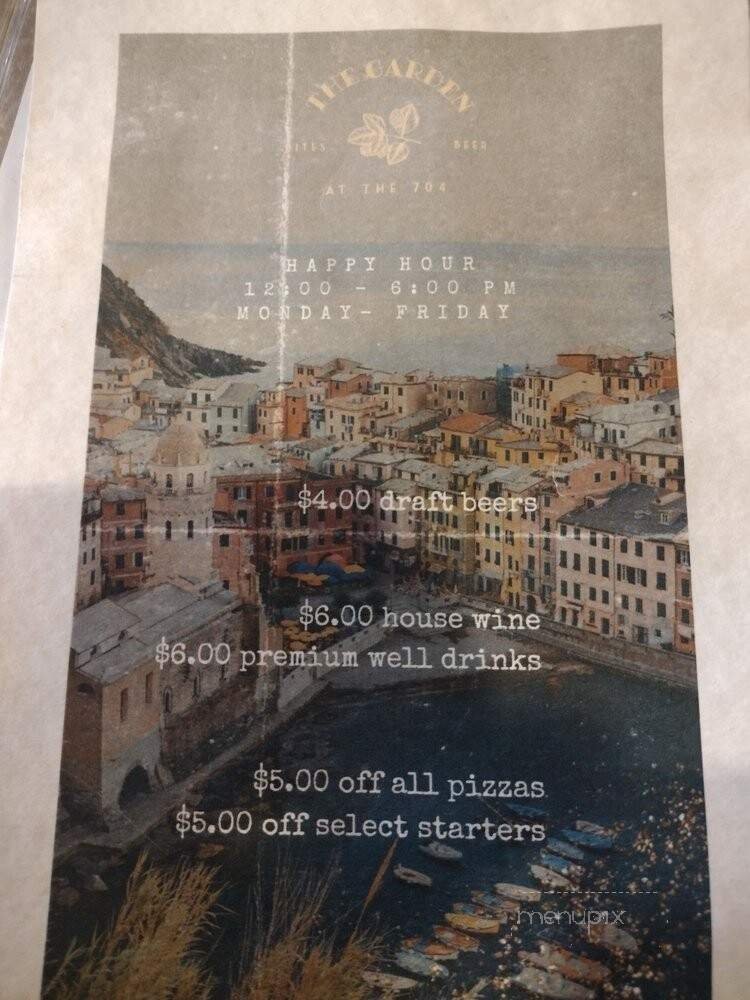 THE GARDEN
BEER
AT THE 704
HAPPY HOUR
12:00 - 6:00 PM
MONDAY- FRIDAY
$4.00 draft beers
$6.00 house wine
$6.00 premium well drinks
$5.00 off all pizzas
$5.00 off select starters
menupix